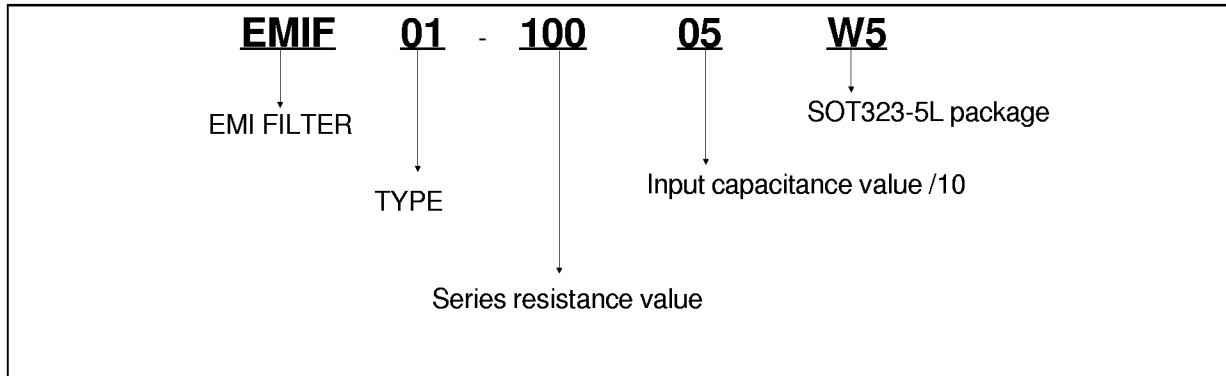 EMIF 01 - 100 05 W5
EMI FILTER
SOT323-5L package
TYPE
Input capacitance value /10
Series resistance value